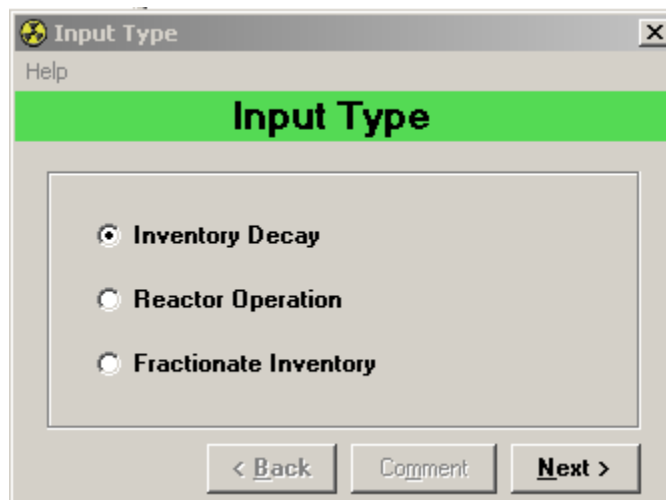 Input Type
Help
Input Type
Inventory Decay
Reactor Operation
Fractionate Inventory
< Back Comment Next >